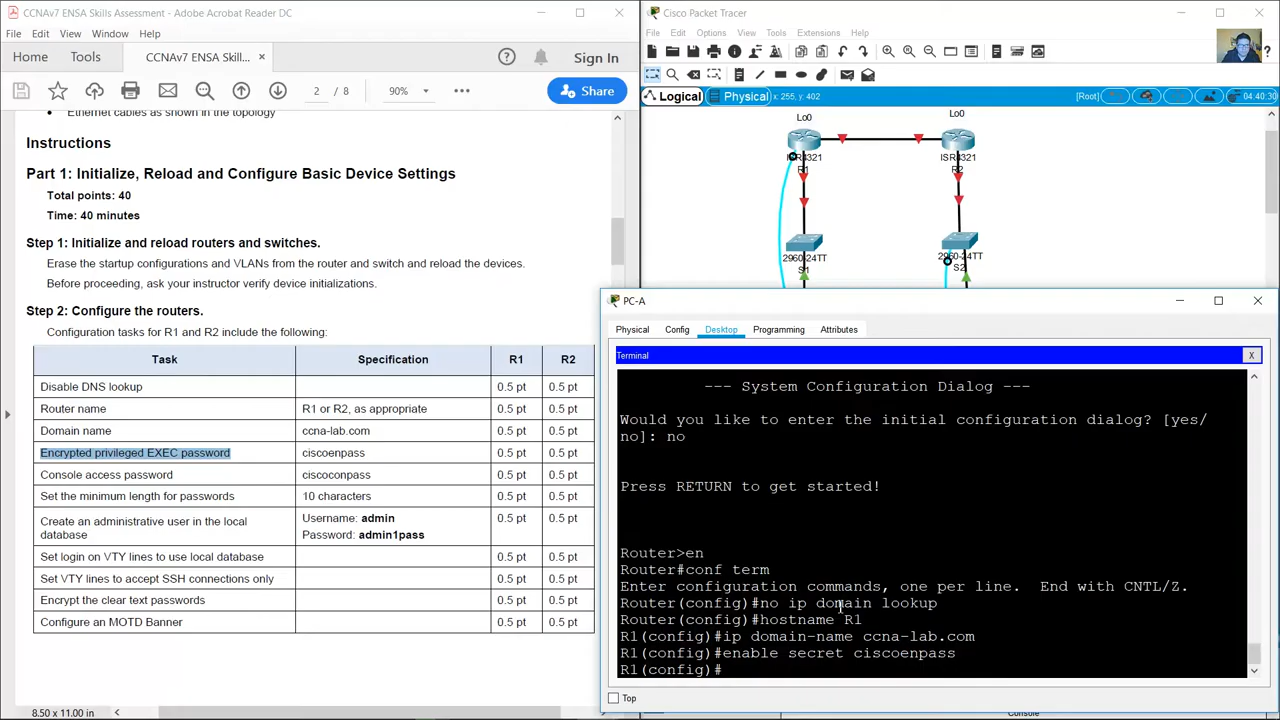 CCNAv7 ENSA Skills Assessment - Adobe Acrobat Reader DC
File Edit View Window Help
Home Tools CCNAv7 ENSA Skill... × Sign In
2 / 8 90% Share
Ethernet cables as shown in the topology
Instructions
Part 1: Initialize, Reload and Configure Basic Device Settings
Total points: 40
Time: 40 minutes
Step 1: Initialize and reload routers and switches.
Erase the startup configurations and VLANs from the router and switch and reload the devices.
Before proceeding, ask your instructor verify device initializations.
Step 2: Configure the routers.
Configuration tasks for R1 and R2 include the following:
Task Specification R1 R2
Disable DNS lookup 0.5 pt 0.5 pt
Router name R1 or R2, as appropriate 0.5 pt 0.5 pt
Domain name ccna-lab.com 0.5 pt 0.5 pt
Encrypted privileged EXEC password ciscoenpass 0.5 pt 0.5 pt
Console access password ciscoconpass 0.5 pt 0.5 pt
Set the minimum length for passwords 10 characters 0.5 pt 0.5 pt
Create an administrative user in the local
database
Username: admin
Password: admin1pass
0.5 pt 0.5 pt
Set login on VTY lines to use local database 0.5 pt 0.5 pt
Set VTY lines to accept SSH connections only 0.5 pt 0.5 pt
Encrypt the clear text passwords 0.5 pt 0.5 pt
Configure an MOTD Banner 0.5 pt 0.5 pt
8.50 x 11.00 in
Cisco Packet Tracer
File Edit Options View Tools Extensions Help
Logical Physical x: 255, y: 402 [Root] 04:40:30
Lo0 Lo0
ISR4321 ISR4321
R1 R2
2960-24TT 2960-24TT
S1 S2
PC-A
Physical Config Desktop Programming Attributes
Terminal X
--- System Configuration Dialog ---
Would you like to enter the initial configuration dialog? [yes/
no]: no
Press RETURN to get started!
Router>en
Router#conf term
Enter configuration commands, one per line. End with CNTL/Z.
Router(config)#no ip domain lookup
Router(config)#hostname R1
R1(config)#ip domain-name ccna-lab.com
R1(config)#enable secret ciscoenpass
R1(config)#
Top
Console